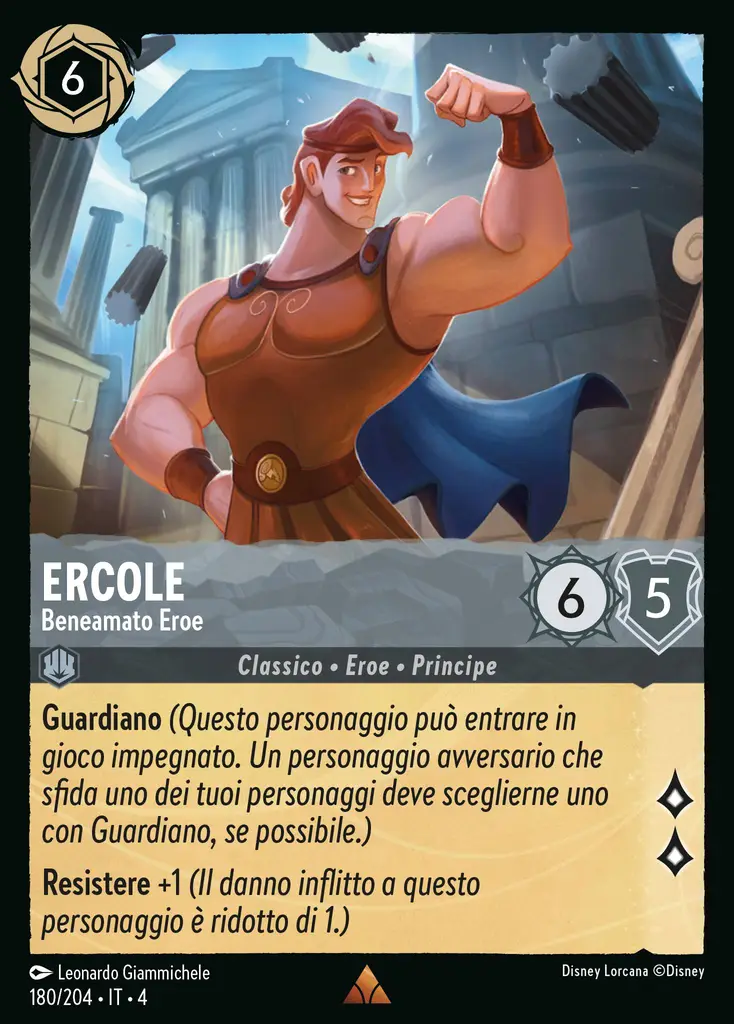 6
ERCOLE
Beneamato Eroe
6
5
Classico • Eroe • Principe
Guardiano (Questo personaggio può entrare in
gioco impegnato. Un personaggio avversario che
sfida uno dei tuoi personaggi deve sceglierne uno
con Guardiano, se possibile.)
Resistere +1 (Il danno inflitto a questo
personaggio è ridotto di 1.)
Leonardo Giammichele
Disney Lorcana ©Disney
180/204 • IT • 4